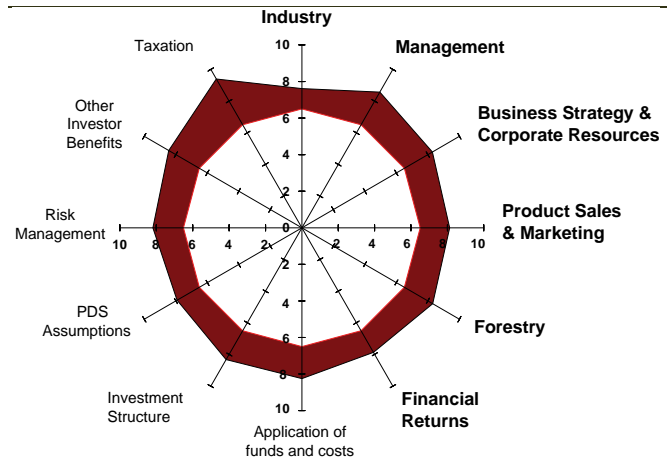 Industry
Taxation
Management
Other
Investor
Benefits
Business Strategy &
Corporate Resources
Risk
Management
Product Sales
& Marketing
PDS
Assumptions
Forestry
Investment
Structure
Financial
Returns
Application of
funds and costs
10
8
6
4
2
0
2
4
6
8
10
10
8
6
4
2
2
4
6
8
10